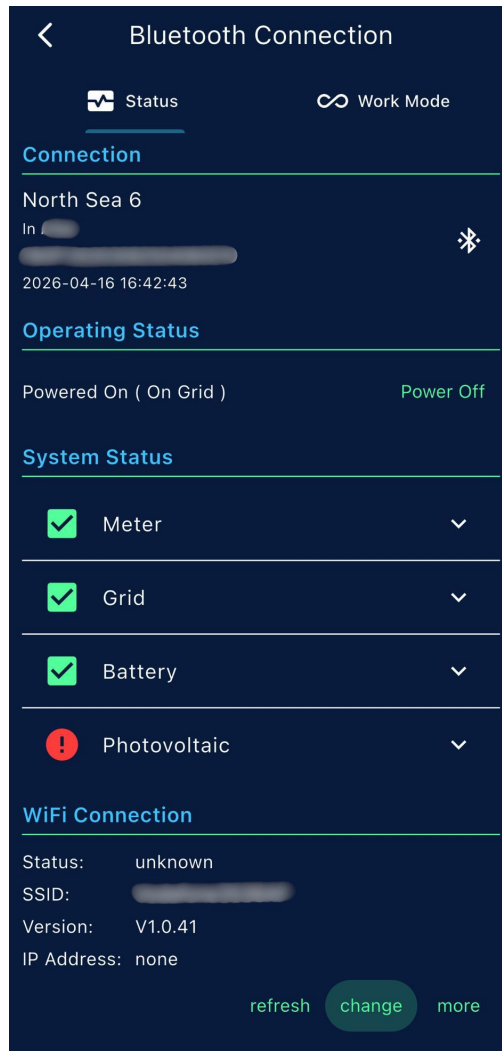 Bluetooth Connection
Status
Work Mode
Connection
North Sea 6
In
2026-04-16 16:42:43
Operating Status
Powered On ( On Grid )
Power Off
System Status
Meter
Grid
Battery
Photovoltaic
WiFi Connection
Status: unknown
SSID:
Version: V1.0.41
IP Address: none
refresh change more